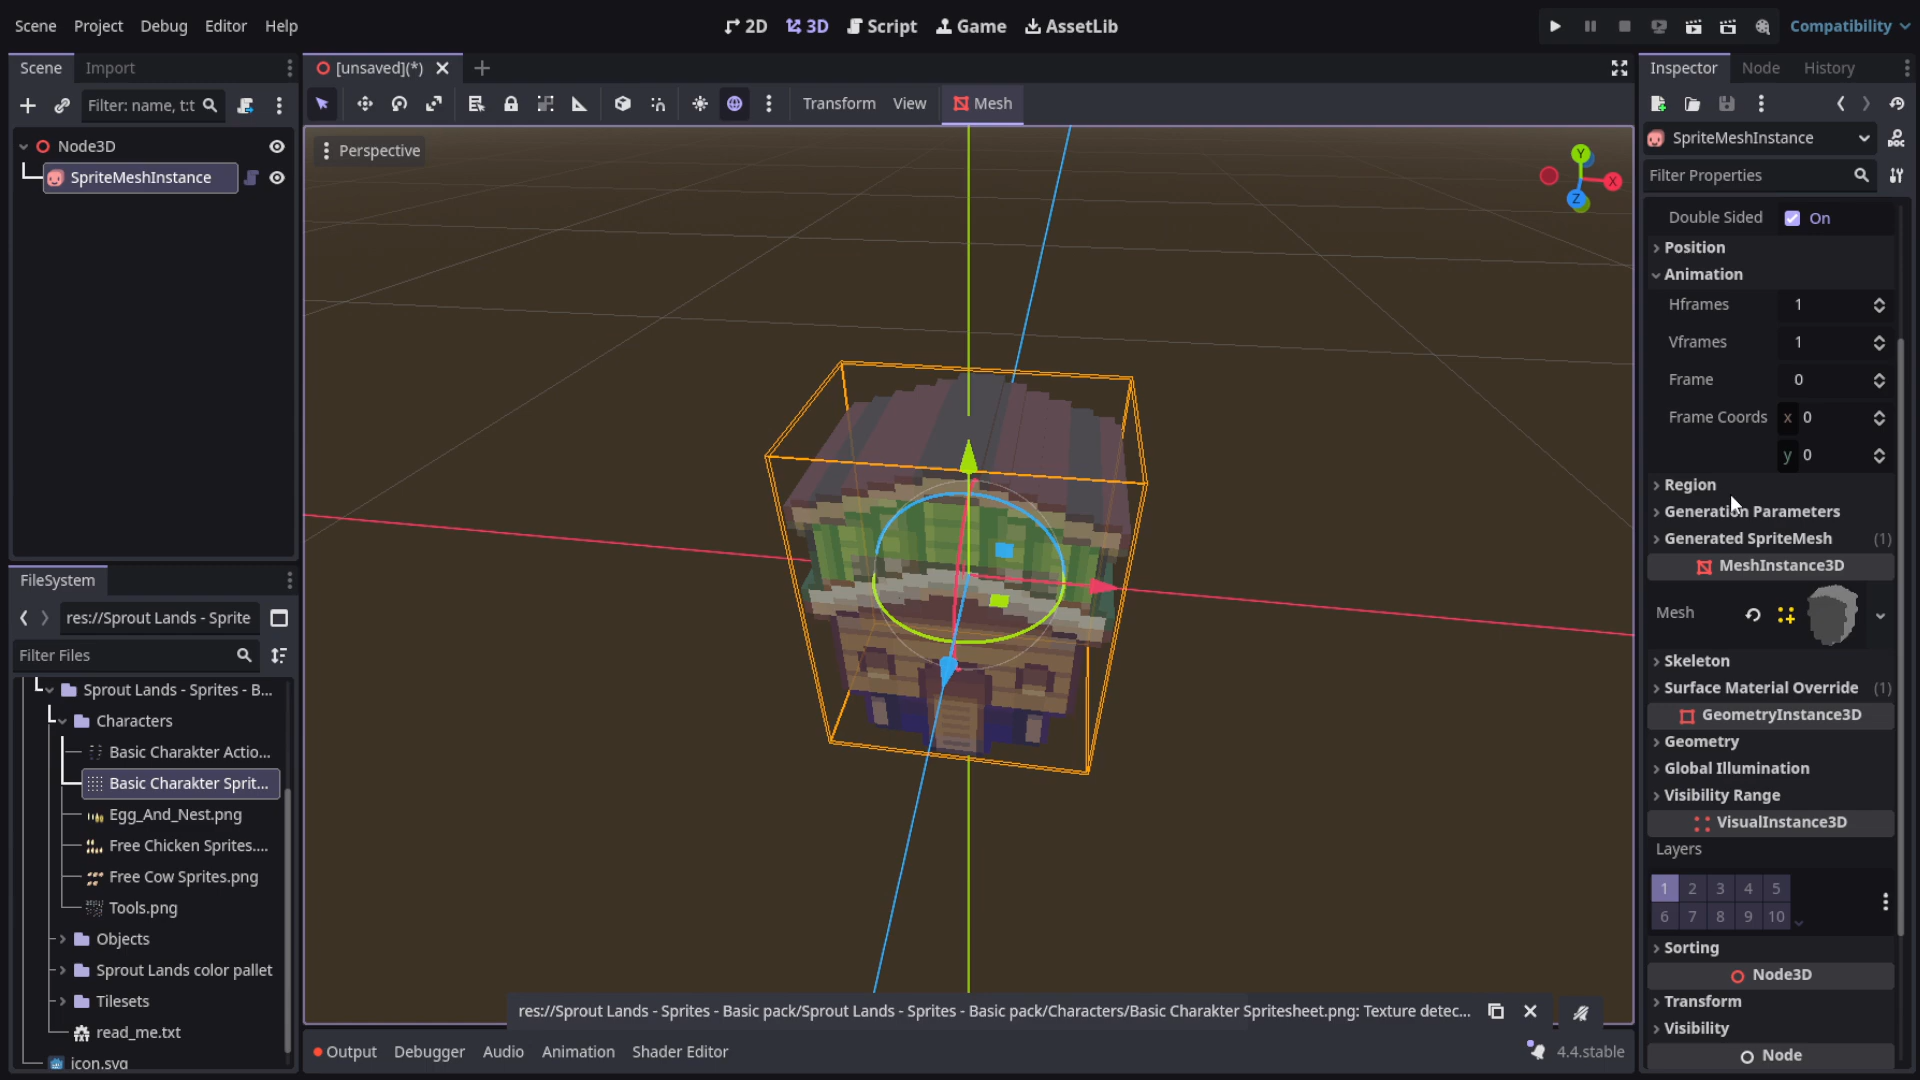 Scene Project Debug Editor Help
2D 3D Script Game AssetLib
Compatibility
Scene Import
[unsaved](*)
Inspector Node History
Filter: name, t:t
Transform View Mesh
Node3D
SpriteMeshInstance
Perspective
Y
X
Z
SpriteMeshInstance
Filter Properties
Double Sided On
Position
Animation
Hframes 1
Vframes 1
Frame 0
Frame Coords x 0
y 0
Region
Generation Parameters
Generated SpriteMesh (1)
MeshInstance3D
Mesh
Skeleton
Surface Material Override (1)
GeometryInstance3D
Geometry
Global Illumination
Visibility Range
VisualInstance3D
Layers
1 2 3 4 5
6 7 8 9 10
Sorting
Node3D
Transform
Visibility
Node
FileSystem
res://Sprout Lands - Sprite
Filter Files
Sprout Lands - Sprites - B...
Characters
Basic Charakter Actio...
Basic Charakter Sprit...
Egg_And_Nest.png
Free Chicken Sprites....
Free Cow Sprites.png
Tools.png
Objects
Sprout Lands color pallet
Tilesets
read_me.txt
icon.svg
res://Sprout Lands - Sprites - Basic pack/Sprout Lands - Sprites - Basic pack/Characters/Basic Charakter Spritesheet.png: Texture detec...
Output Debugger Audio Animation Shader Editor
4.4.stable